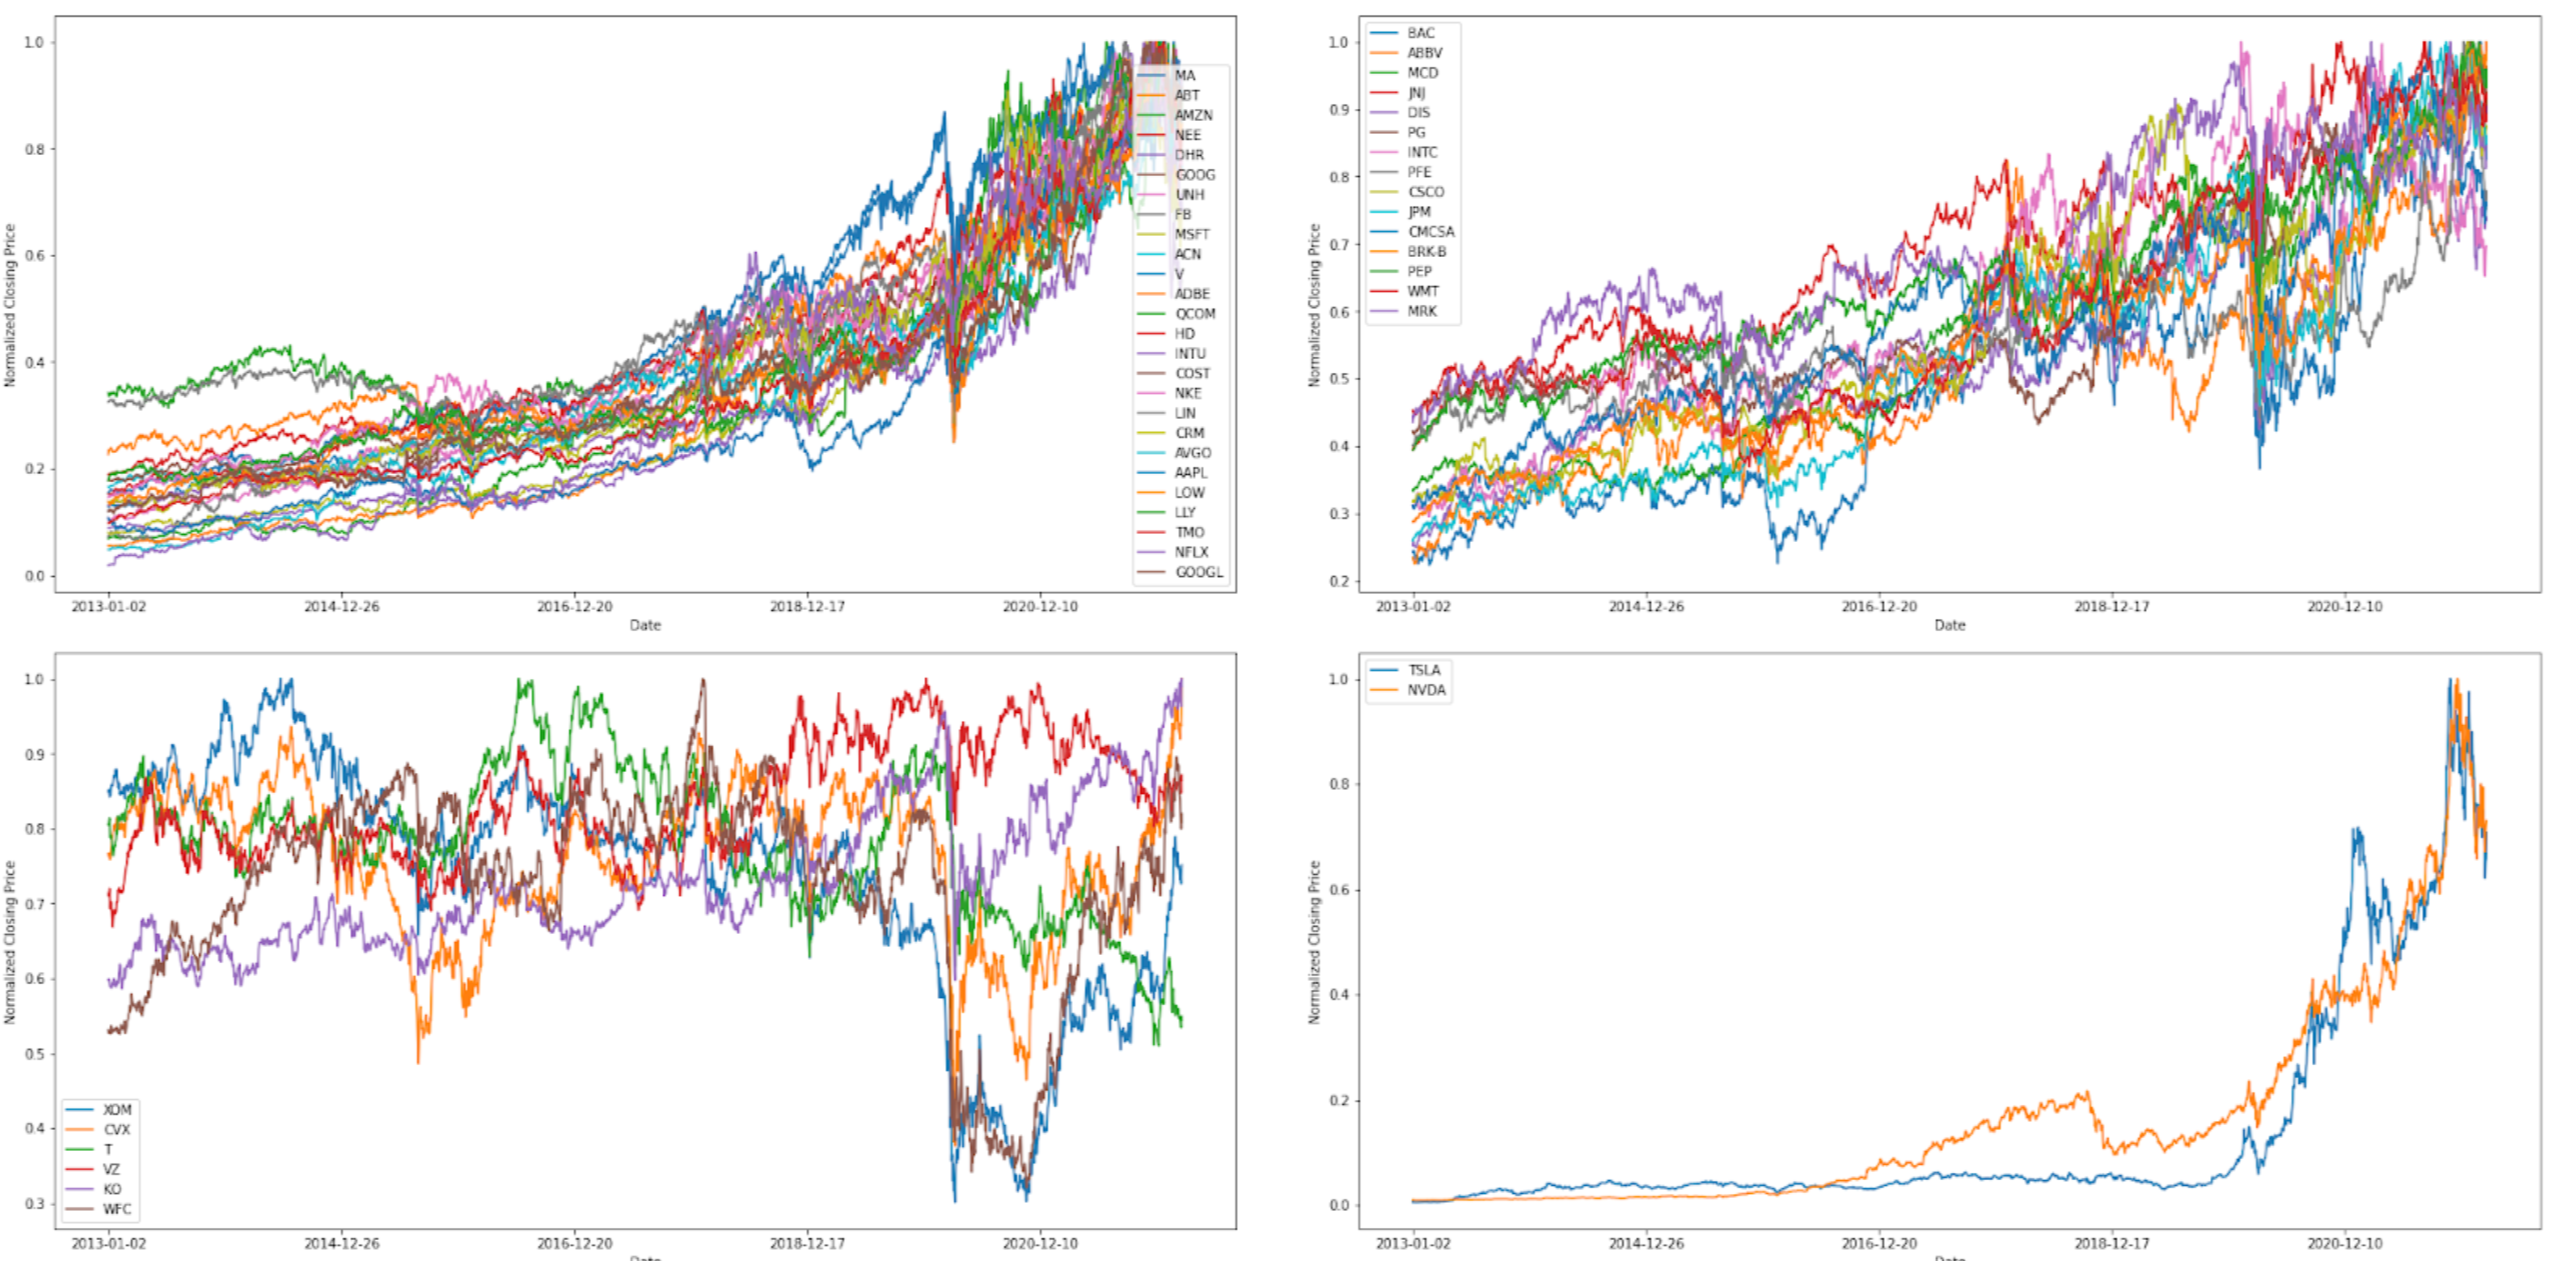 Normalized Closing Price
1.0
0.8
0.6
0.4
0.2
0.0
2013-01-02
2014-12-26
2016-12-20
2018-12-17
2020-12-10
Date
MA
ABT
AMZN
NEE
DHR
GOOG
UNH
FB
MSFT
ACN
V
ADBE
QCOM
HD
INTU
COST
NKE
LIN
CRM
AVGO
AAPL
LOW
LLY
TMO
NFLX
GOOGL
Normalized Closing Price
1.0
0.9
0.8
0.7
0.6
0.5
0.4
0.3
0.2
2013-01-02
2014-12-26
2016-12-20
2018-12-17
2020-12-10
Date
BAC
ABBV
MCD
JNJ
DIS
PG
INTC
PFE
CSCO
JPM
CMCSA
BRK-B
PEP
WMT
MRK
Normalized Closing Price
1.0
0.9
0.8
0.7
0.6
0.5
0.4
0.3
2013-01-02
2014-12-26
2016-12-20
2018-12-17
2020-12-10
Date
XOM
CVX
T
VZ
KO
WFC
Normalized Closing Price
1.0
0.8
0.6
0.4
0.2
0.0
2013-01-02
2014-12-26
2016-12-20
2018-12-17
2020-12-10
Date
TSLA
NVDA